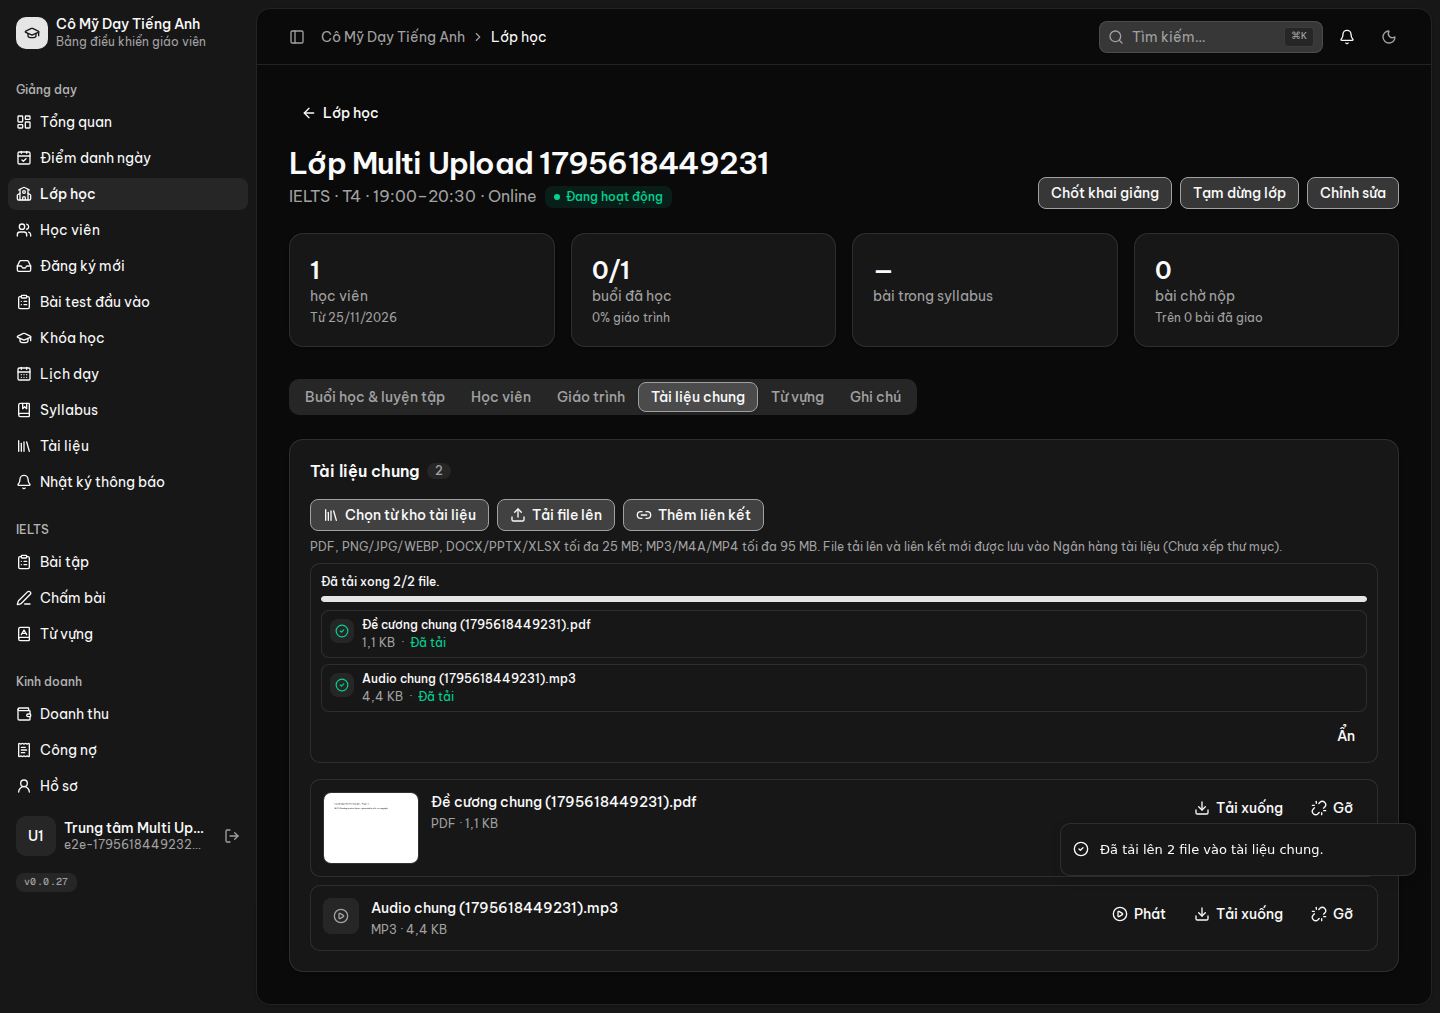 Cô Mỹ Dạy Tiếng Anh
Bảng điều khiển giáo viên
Giảng dạy
Tổng quan
Điểm danh ngày
Lớp học
Học viên
Đăng ký mới
Bài test đầu vào
Khóa học
Lịch dạy
Syllabus
Tài liệu
Nhật ký thông báo
IELTS
Bài tập
Chấm bài
Từ vựng
Kinh doanh
Doanh thu
Công nợ
Hồ sơ
U1
Trung tâm Multi Up...
e2e-1795618449232...
v0.0.27
Cô Mỹ Dạy Tiếng Anh > Lớp học
Tìm kiếm...
⌘K
Lớp học
Lớp Multi Upload 1795618449231
IELTS · T4 · 19:00–20:30 · Online
Đang hoạt động
Chốt khai giảng
Tạm dừng lớp
Chỉnh sửa
1
học viên
Từ 25/11/2026
0/1
buổi đã học
0% giáo trình
—
bài trong syllabus
0
bài chờ nộp
Trên 0 bài đã giao
Buổi học & luyện tập
Học viên
Giáo trình
Tài liệu chung
Từ vựng
Ghi chú
Tài liệu chung 2
Chọn từ kho tài liệu
Tải file lên
Thêm liên kết
PDF, PNG/JPG/WEBP, DOCX/PPTX/XLSX tối đa 25 MB; MP3/M4A/MP4 tối đa 95 MB. File tải lên và liên kết mới được lưu vào Ngân hàng tài liệu (Chưa xếp thư mục).
Đã tải xong 2/2 file.
Đề cương chung (1795618449231).pdf
1,1 KB · Đã tải
Audio chung (1795618449231).mp3
4,4 KB · Đã tải
Ẩn
Đề cương chung (1795618449231).pdf
PDF · 1,1 KB
Tải xuống
Gỡ
Đã tải lên 2 file vào tài liệu chung.
Audio chung (1795618449231).mp3
MP3 · 4,4 KB
Phát
Tải xuống
Gỡ